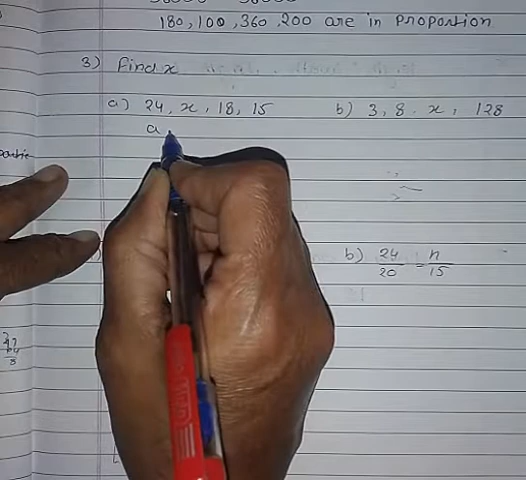 180, 100, 360, 200 are in Proportion
3) Find x
a) 24, x, 18, 15 b) 3, 8, x, 128
a
b) 24/20 = n/15